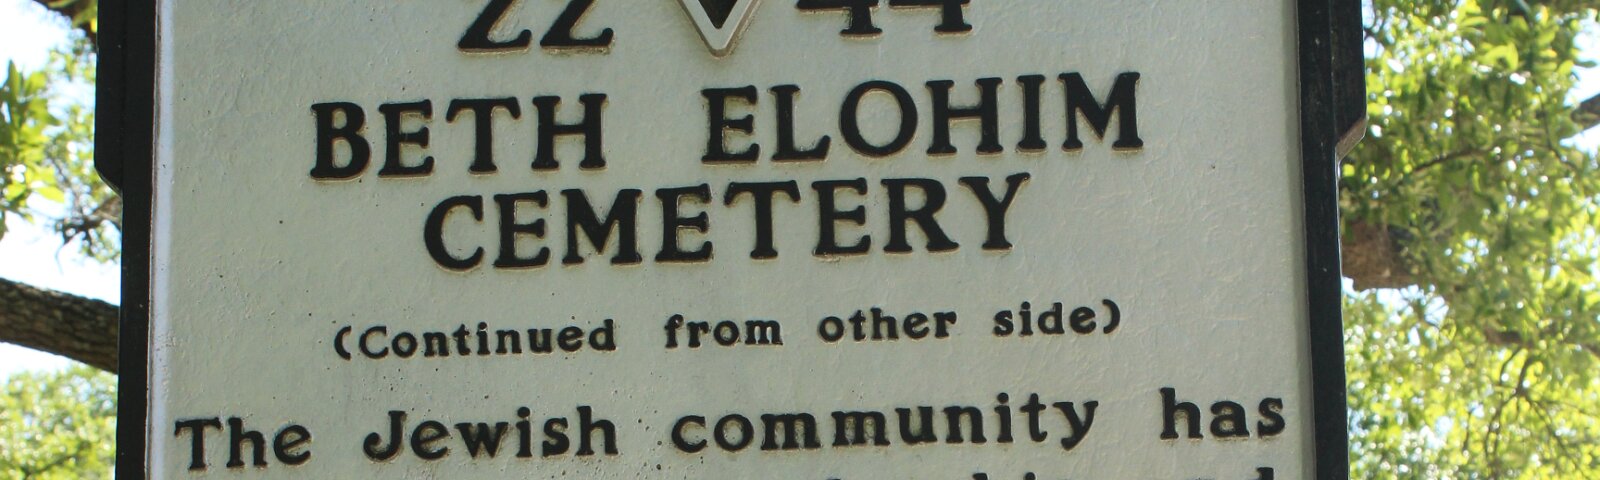 22 44
BETH ELOHIM
CEMETERY
(Continued from other side)
The Jewish community has